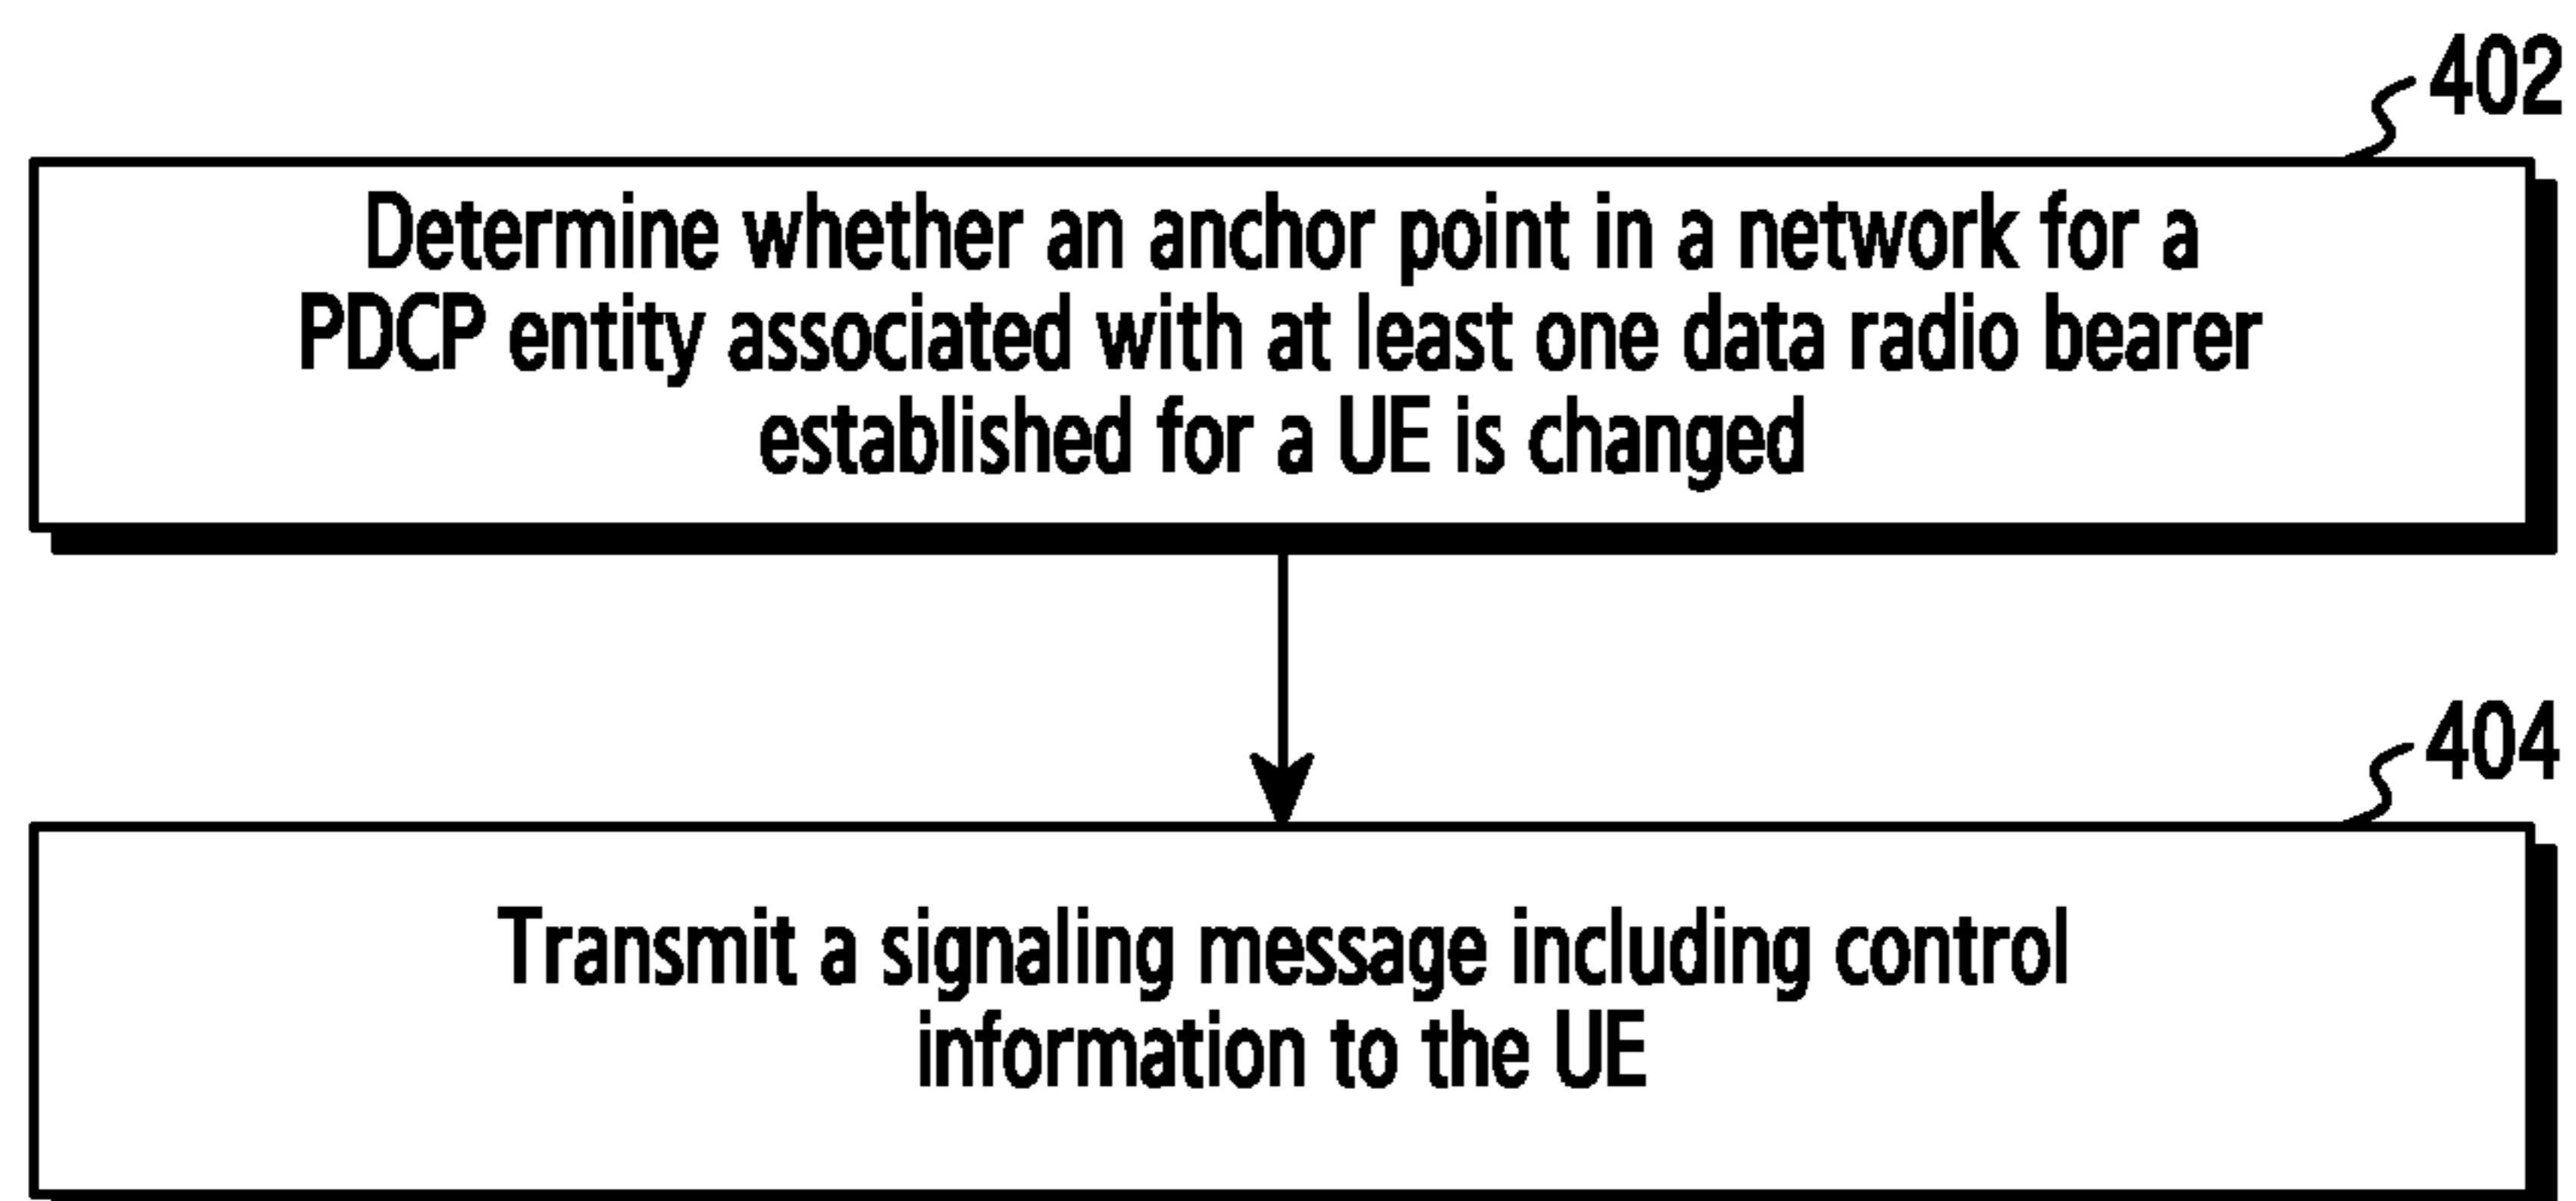 402
Determine whether an anchor point in a network for a
PDCP entity associated with at least one data radio bearer
established for a UE is changed
404
Transmit a signaling message including control
information to the UE